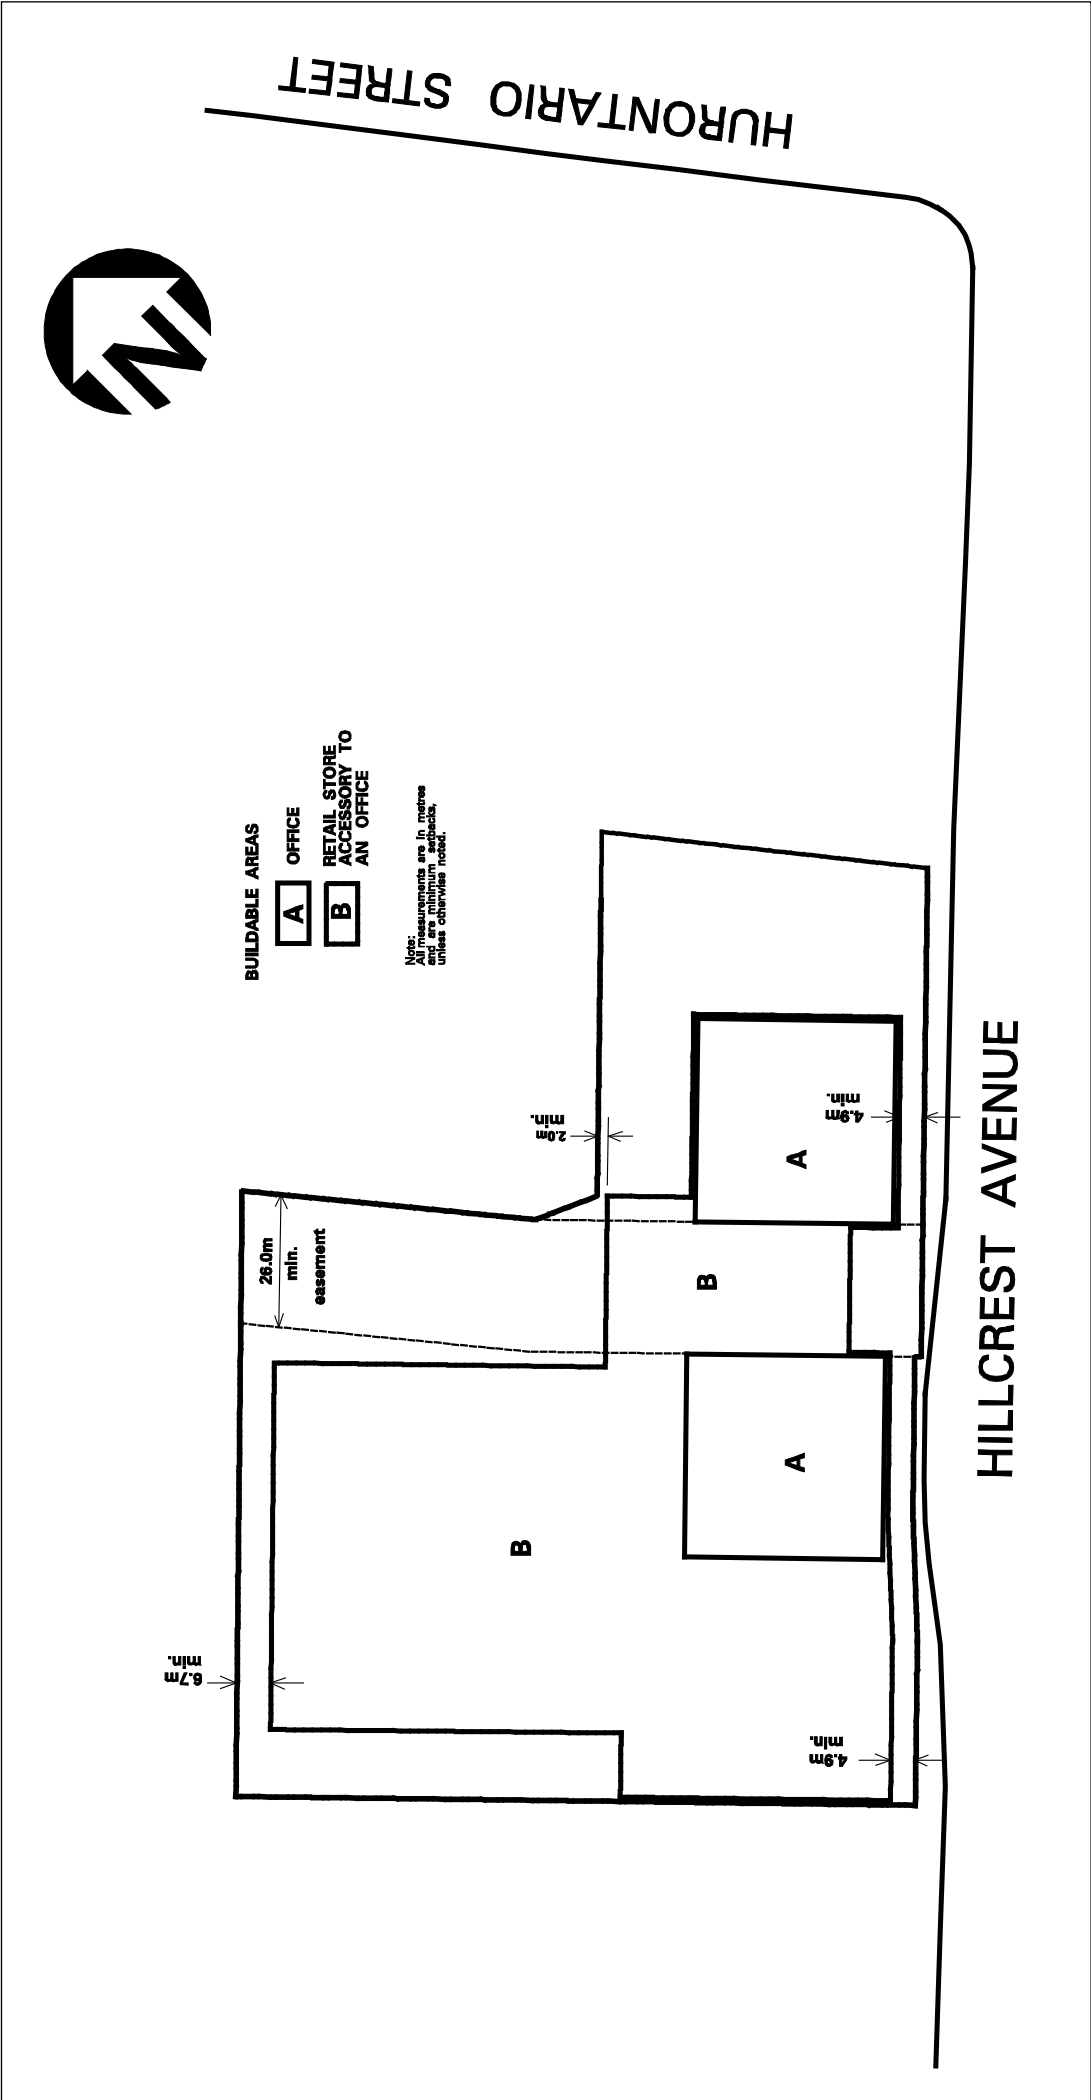 HURONTARIO STREET
N
BUILDABLE AREAS
A OFFICE
B RETAIL STORE
ACCESSORY TO
AN OFFICE
Note:
All measurements are in metres
and are minimum setbacks,
unless otherwise noted.
2.0m
min.
4.9m
min.
A
26.0m
min.
easement
B
A
B
6.7m
min.
4.9m
min.
HILLCREST AVENUE